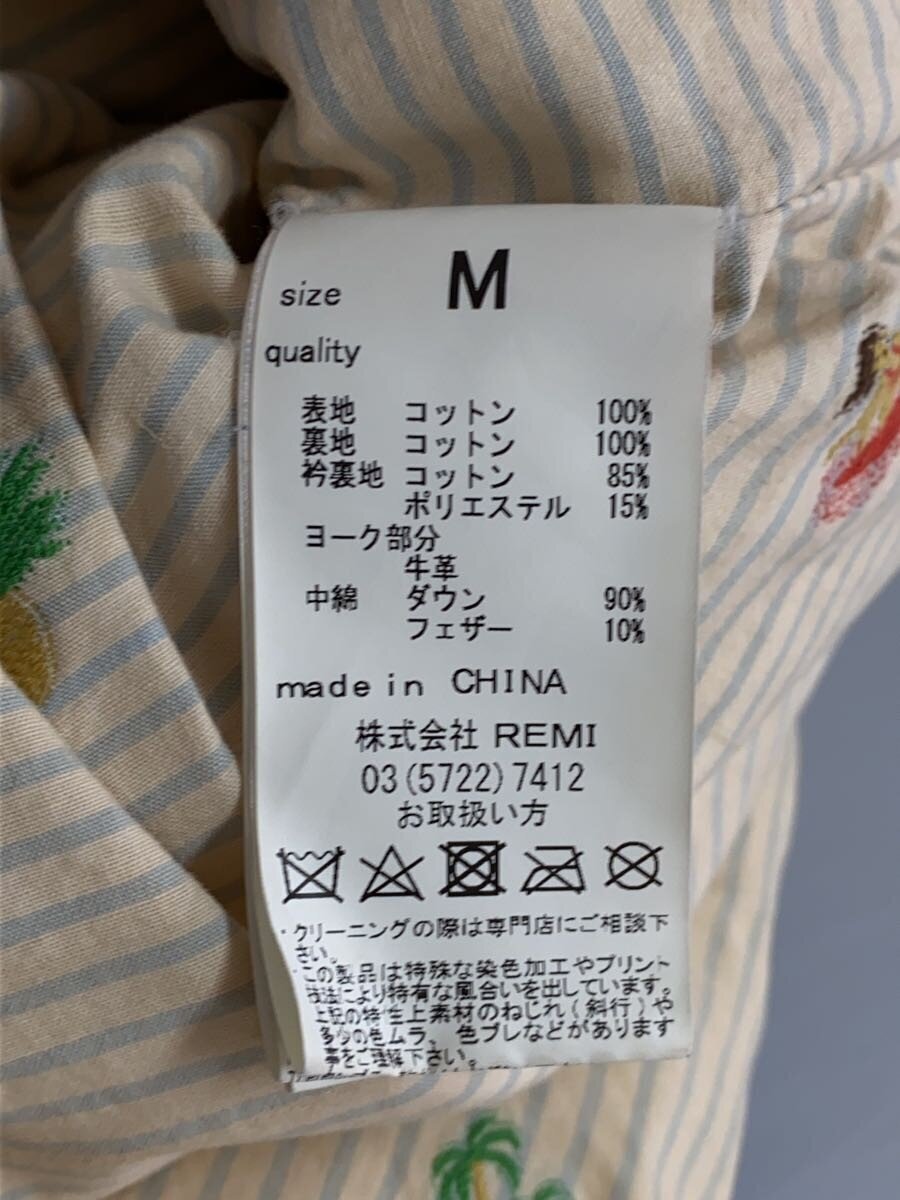 size M
quality
表地 コットン 100%
裏地 コットン 100%
衿裏地 コットン 85%
ポリエステル 15%
ヨーク部分
牛革
中綿 ダウン 90%
フェザー 10%
made in CHINA
株式会社 REMI
03(5722)7412
お取扱い方
・クリーニングの際は専門店にご相談下
さい。
・この製品は特殊な染色加工やプリント
技法により特有な風合いを出しています。
上記の特性上素材のねじれ(斜行)や
多少の色ムラ、色ブレなどがあります
事をご理解下さい。